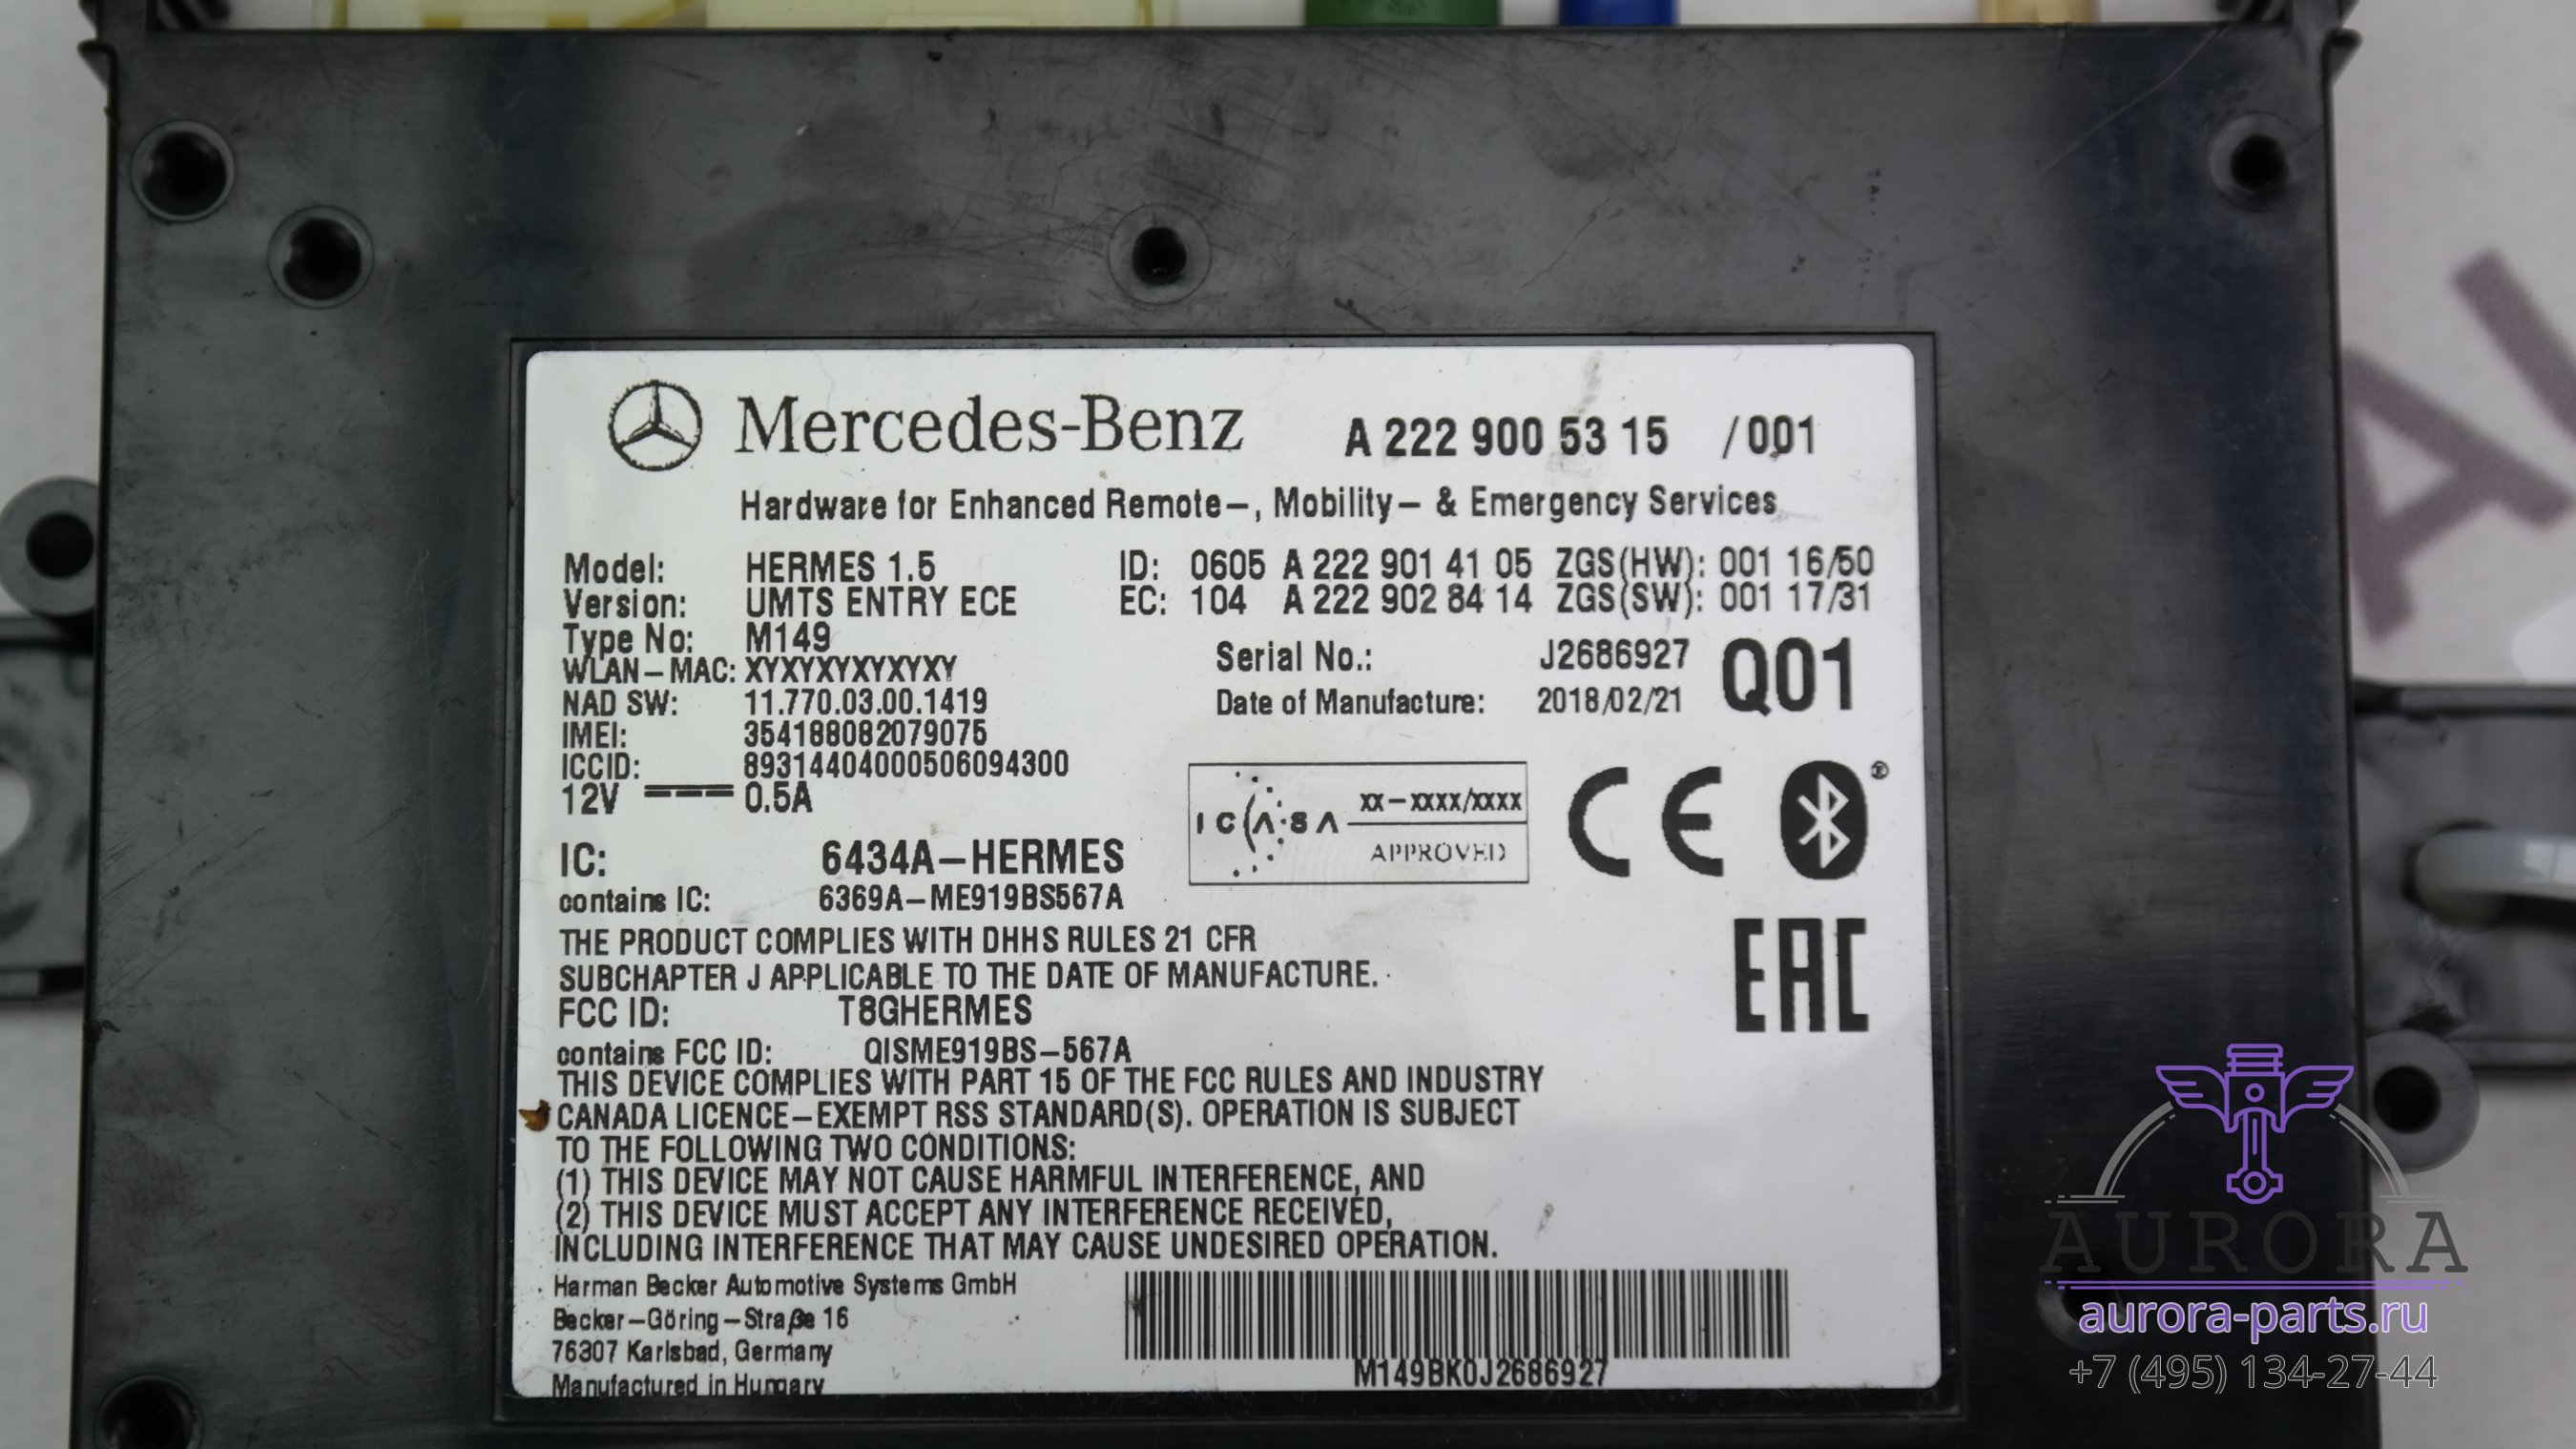 Mercedes-Benz A 222 900 53 15 /001
Hardware for Enhanced Remote-, Mobility- & Emergency Services
Model: HERMES 1.5 ID: 0605 A 222 901 41 05 ZGS(HW): 001 16/50
Version: UMTS ENTRY ECE EC: 104 A 222 902 84 14 ZGS(SW): 001 17/31
Type No: M149
WLAN-MAC: XYXYXYXYXYXY
Serial No.: J2686927 Q01
NAD SW: 11.770.03.00.1419
Date of Manufacture: 2018/02/21
IMEI: 354188082079075
ICCID: 89314404000506094300
12V 0.5A
ICASA XX-XXXX/XXXX
APPROVED
CE
®
IC: 6434A-HERMES
contains IC: 6369A-ME919BS567A
EAC
THE PRODUCT COMPLIES WITH DHHS RULES 21 CFR
SUBCHAPTER J APPLICABLE TO THE DATE OF MANUFACTURE.
FCC ID: T8GHERMES
contains FCC ID: QISME919BS-567A
THIS DEVICE COMPLIES WITH PART 15 OF THE FCC RULES AND INDUSTRY
CANADA LICENCE-EXEMPT RSS STANDARD(S). OPERATION IS SUBJECT
TO THE FOLLOWING TWO CONDITIONS:
(1) THIS DEVICE MAY NOT CAUSE HARMFUL INTERFERENCE, AND
(2) THIS DEVICE MUST ACCEPT ANY INTERFERENCE RECEIVED,
INCLUDING INTERFERENCE THAT MAY CAUSE UNDESIRED OPERATION.
Harman Becker Automotive Systems GmbH
Becker-Göring-Straße 16
76307 Karlsbad, Germany
Manufactured in Hungary
M149BK0J2686927
AURORA
aurora-parts.ru
+7 (495) 134-27-44